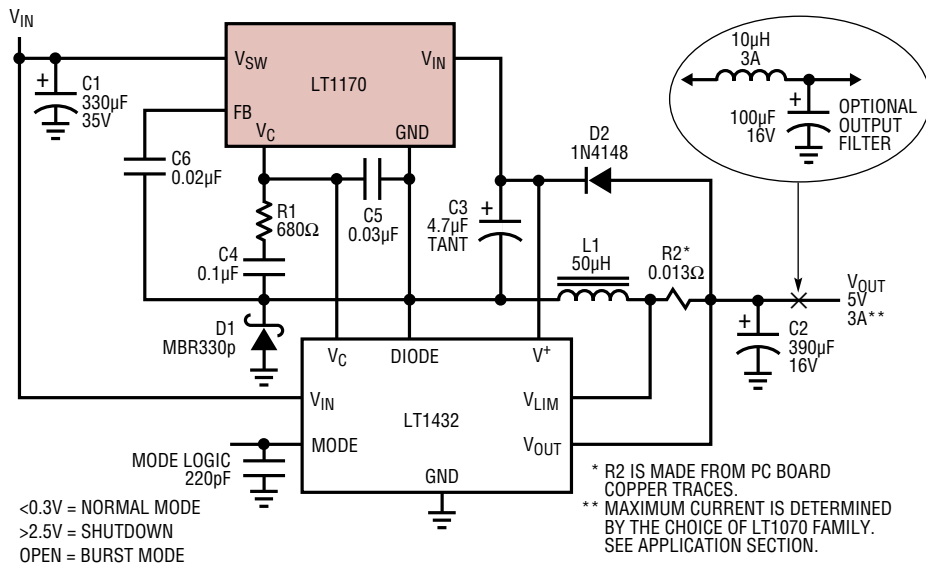 VIN
C1
330µF
35V
VSW
VIN
LT1170
FB
VC
GND
C6
0.02µF
R1
680Ω
C5
0.03µF
C4
0.1µF
C3
4.7µF
TANT
D2
1N4148
10µH
3A
100µF
16V
OPTIONAL
OUTPUT
FILTER
L1
50µH
R2*
0.013Ω
VOUT
5V
3A**
C2
390µF
16V
D1
MBR330p
VC
DIODE
V+
VIN
VLIM
LT1432
MODE
VOUT
GND
MODE LOGIC
220pF
<0.3V = NORMAL MODE
>2.5V = SHUTDOWN
OPEN = BURST MODE
* R2 IS MADE FROM PC BOARD
COPPER TRACES.
** MAXIMUM CURRENT IS DETERMINED
BY THE CHOICE OF LT1070 FAMILY.
SEE APPLICATION SECTION.